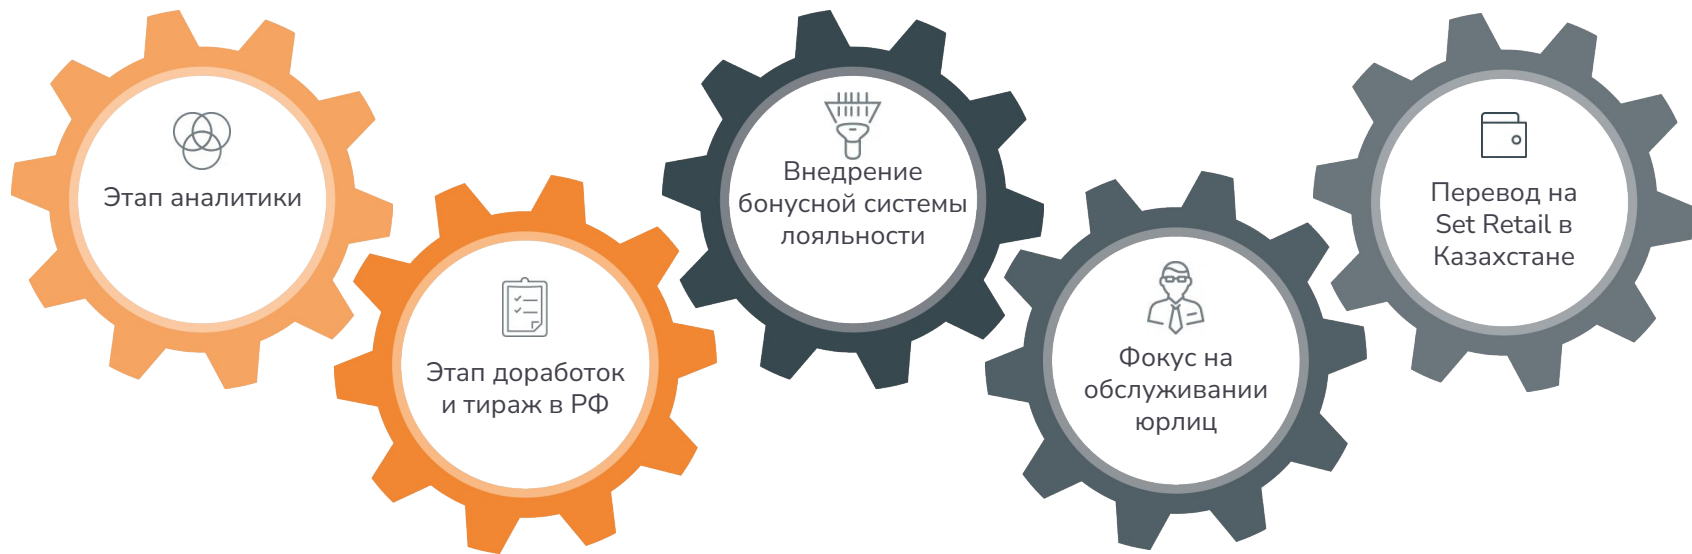 Этап аналитики
Этап доработок
и тираж в РФ
Внедрение
бонусной системы
лояльности
Фокус на
обслуживании
юрлиц
Перевод на
Set Retail в
Казахстане